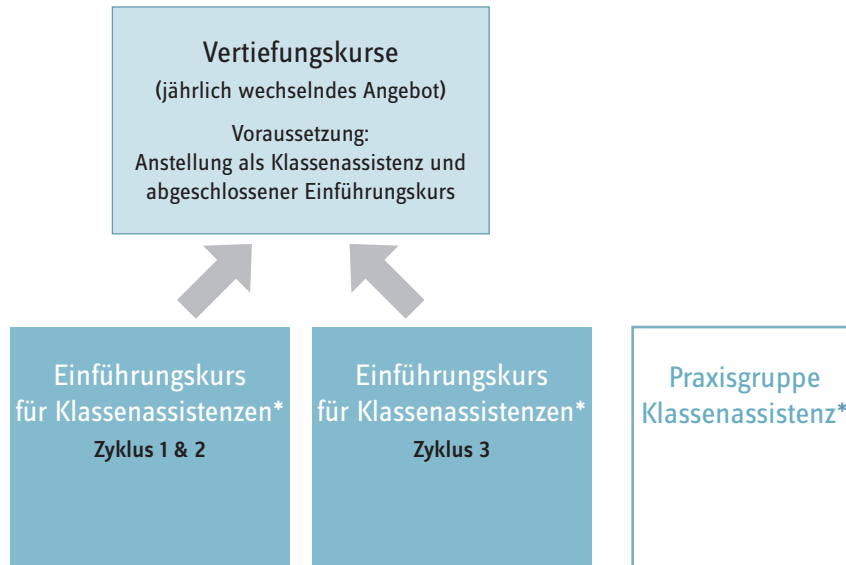 Vertiefungskurse
(jährlich wechselndes Angebot)
Voraussetzung:
Anstellung als Klassenassistenz und
abgeschlossener Einführungskurs
Einführungskurs
für Klassenassistenzen*
Zyklus 1 & 2
Einführungskurs
für Klassenassistenzen*
Zyklus 3
Praxisgruppe
Klassenassistenz*